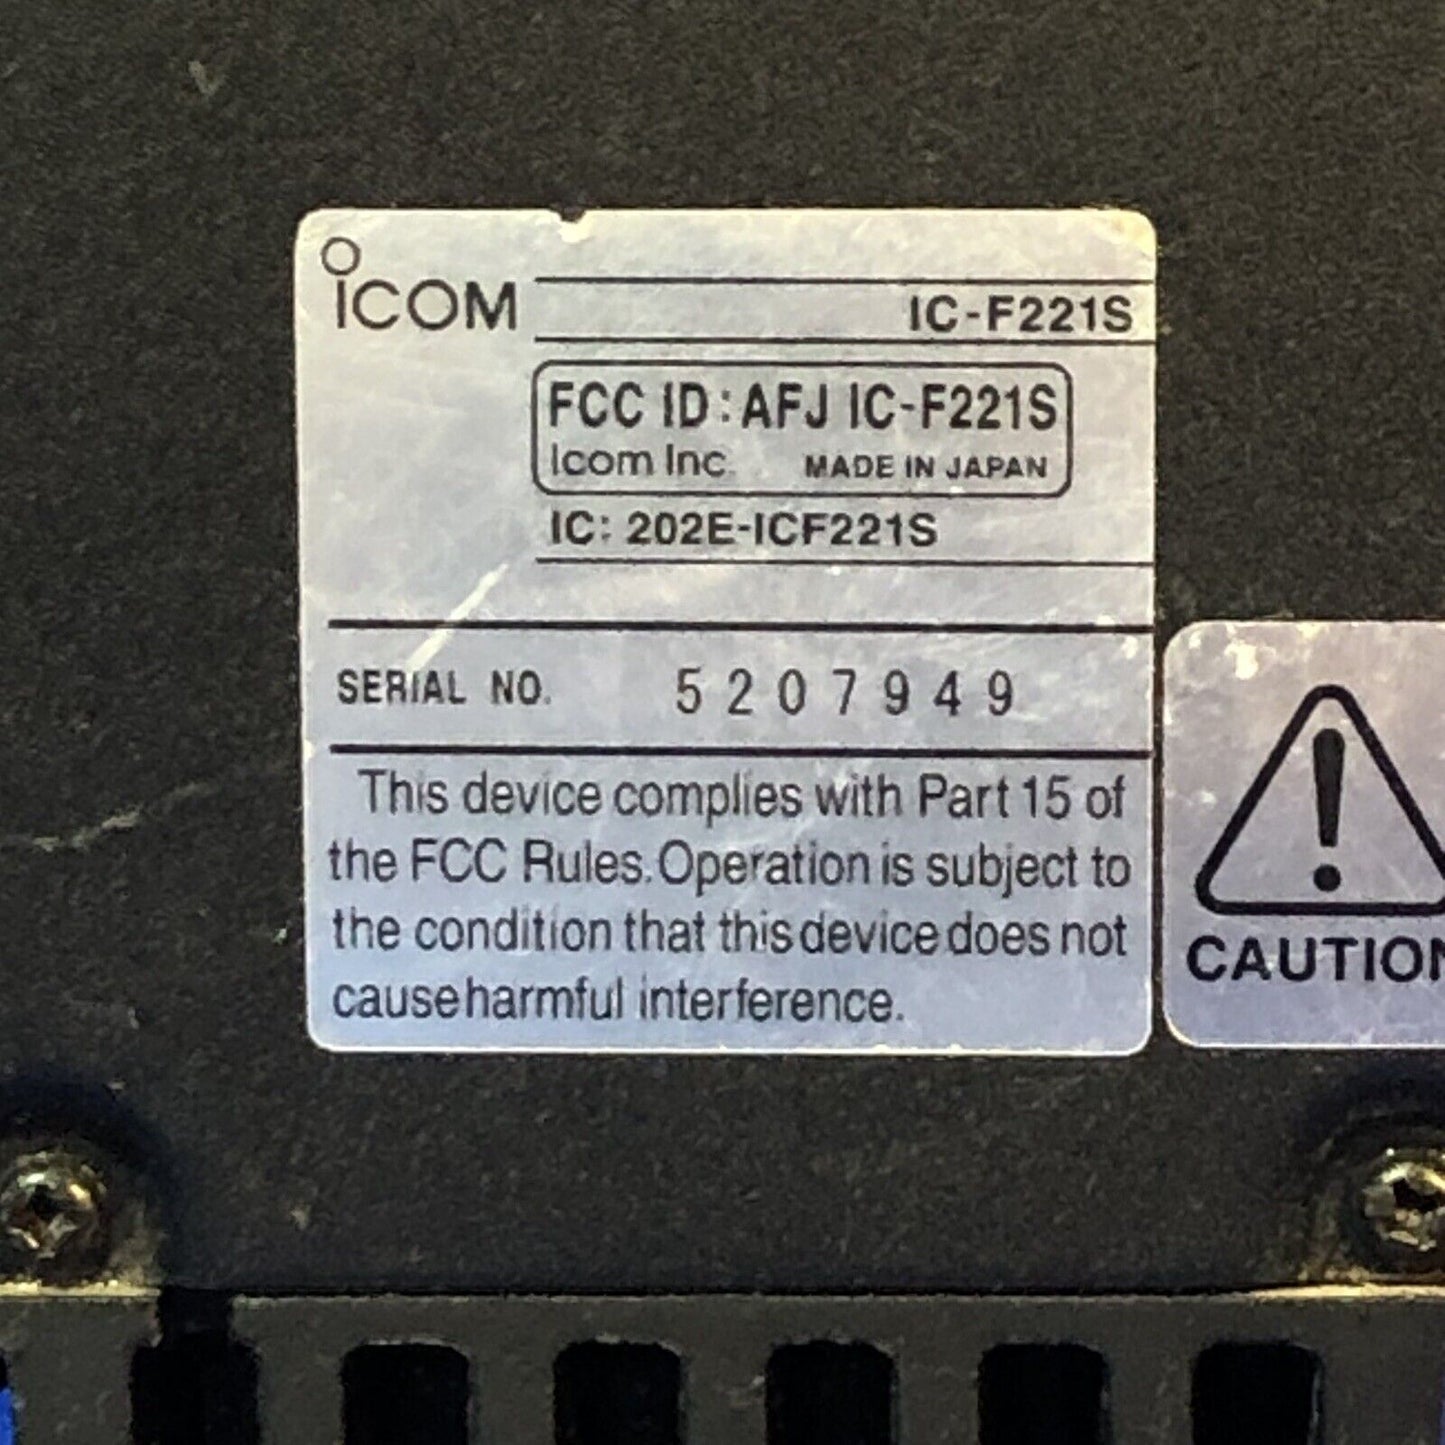 ICOM
IC-F221S
FCC ID: AFJ IC-F221S
Icom Inc. MADE IN JAPAN
IC: 202E-ICF221S
SERIAL NO. 5207949
This device complies with Part 15 of
the FCC Rules. Operation is subject to
the condition that this device does not
cause harmful interference.
CAUTION